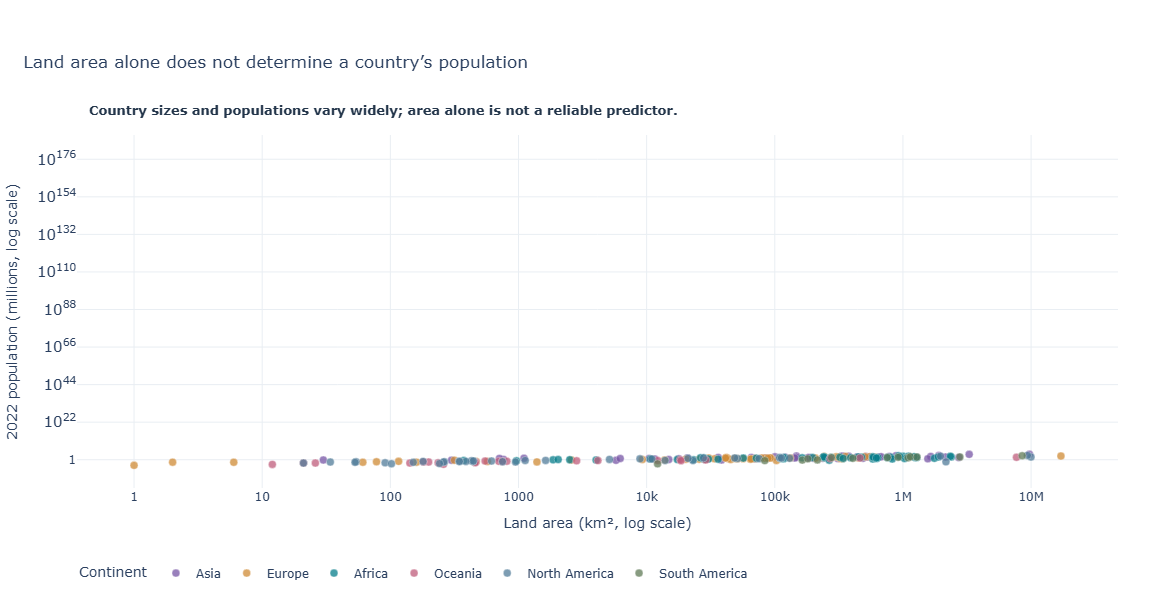 Land area alone does not determine a country’s population
Country sizes and populations vary widely; area alone is not a reliable predictor.
2022 population (millions, log scale)
10^176
10^154
10^132
10^110
10^88
10^66
10^44
10^22
1
1 10 100 1000 10k 100k 1M 10M
Land area (km², log scale)
Continent Asia Europe Africa Oceania North America South America